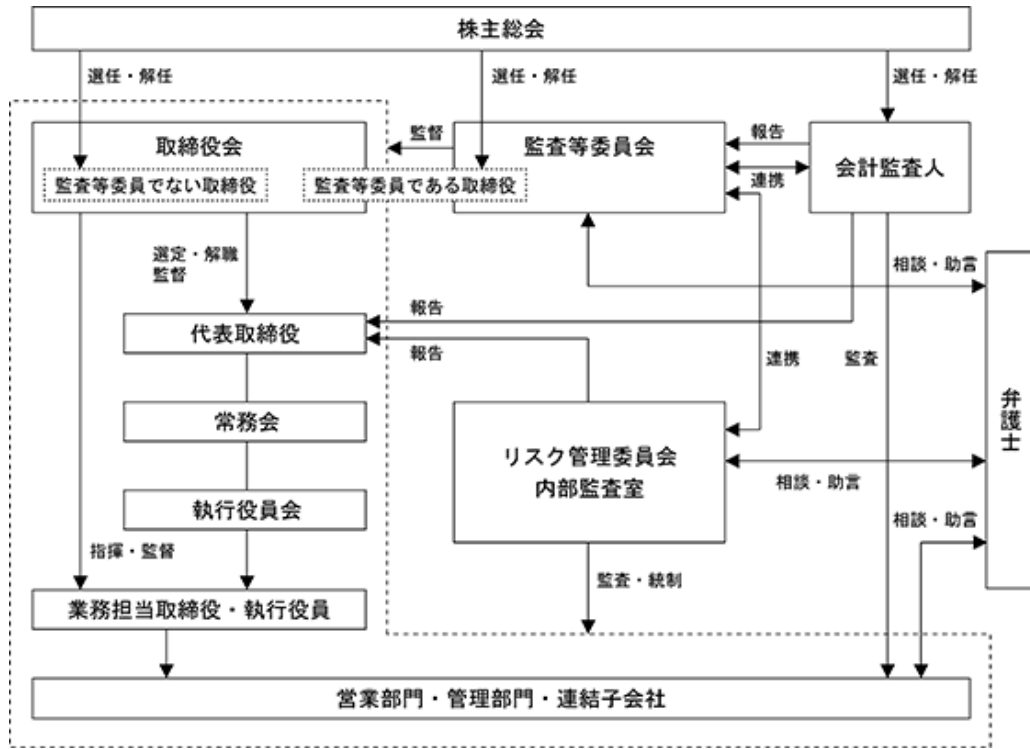 株主総会
選任・解任
選任・解任
選任・解任
取締役会
監督
監査等委員会
報告
会計監査人
監査等委員でない取締役
監査等委員である取締役
連携
選定・解職
監督
相談・助言
報告
代表取締役
報告
連携
監査
弁護士
常務会
リスク管理委員会
内部監査室
相談・助言
執行役員会
相談・助言
指揮・監督
監査・統制
業務担当取締役・執行役員
営業部門・管理部門・連結子会社